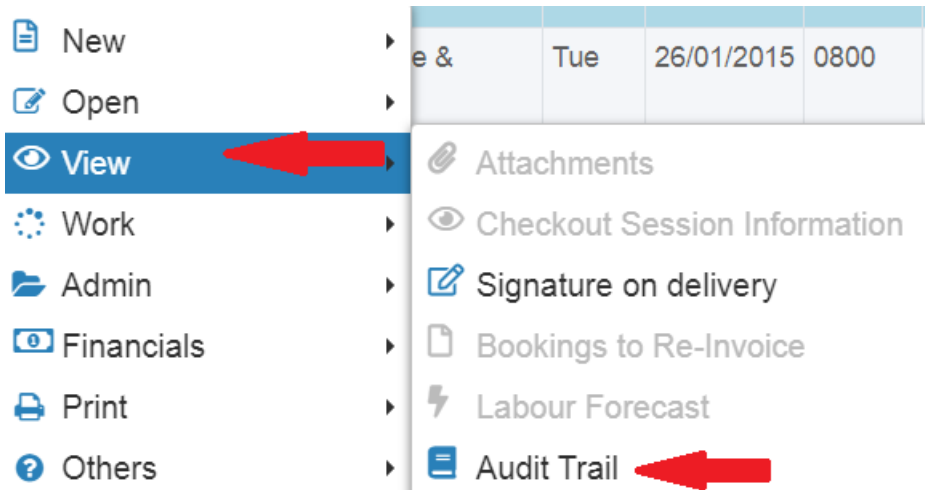 New
Open
View
Work
Admin
Financials
Print
Others
e & Tue 26/01/2015 0800
Attachments
Checkout Session Information
Signature on delivery
Bookings to Re-Invoice
Labour Forecast
Audit Trail